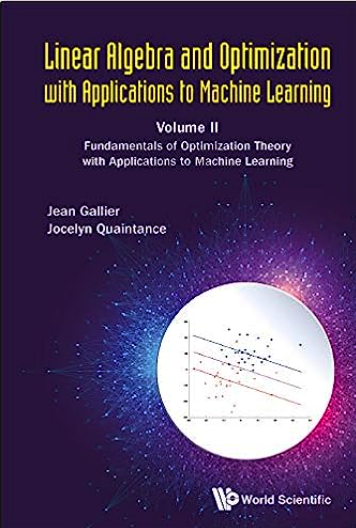 Linear Algebra and Optimization
with Applications to Machine Learning
Volume II
Fundamentals of Optimization Theory
with Applications to Machine Learning
Jean Gallier
Jocelyn Quaintance
World Scientific